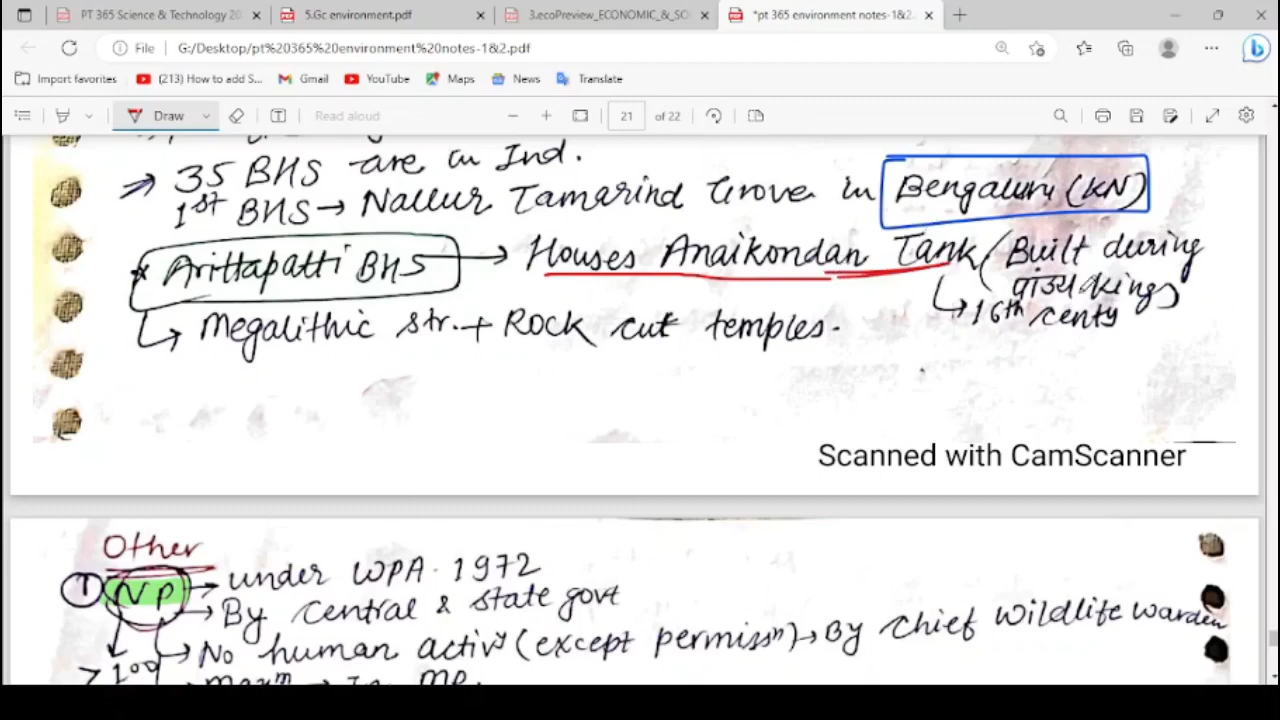 PT 365 Science & Technology 20
5.Gc environment.pdf
3.ecoPreview_ECONOMIC_&_SO
*pt 365 environment notes-1&2.
File
G:/Desktop/pt%20365%20environment%20notes-1&2.pdf
Import favorites
(213) How to add S...
Gmail
YouTube
Maps
News
Translate
Draw
Read aloud
21
of 22
35 BHS are in Ind.
1st BHS → Nallur Tamarind Grove in Bengaluru (KN)
* Arittapatti BHS → Houses Anaikondan Tank (Built during
पांड्य kings)
→ 16th centy
→ Megalithic str. + Rock cut temples.
Scanned with CamScanner
Other
① NP → under WPA. 1972
→ By central & state govt
→ No human activ (except permissn) → By chief Wildlife Warden
> 100